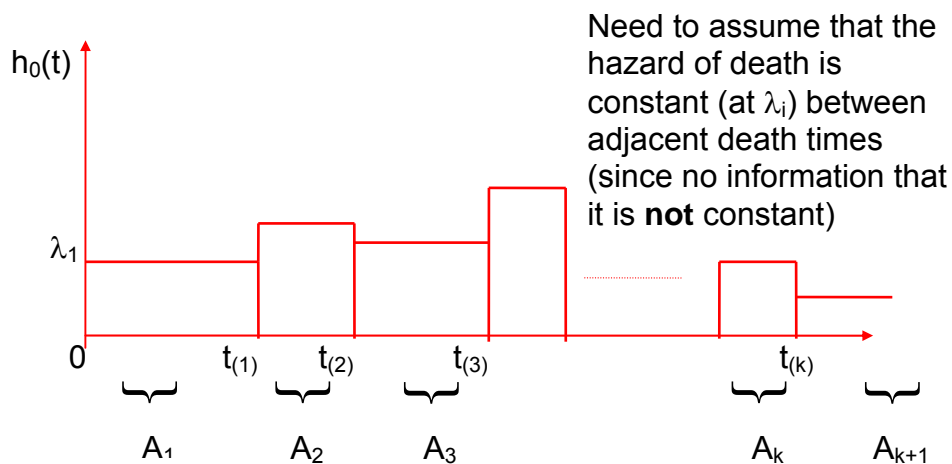 Need to assume that the
hazard of death is
constant (at λi) between
adjacent death times
(since no information that
it is not constant)
h0(t)
λ1
0 t(1) t(2) t(3) t(k)
A1 A2 A3 Ak Ak+1